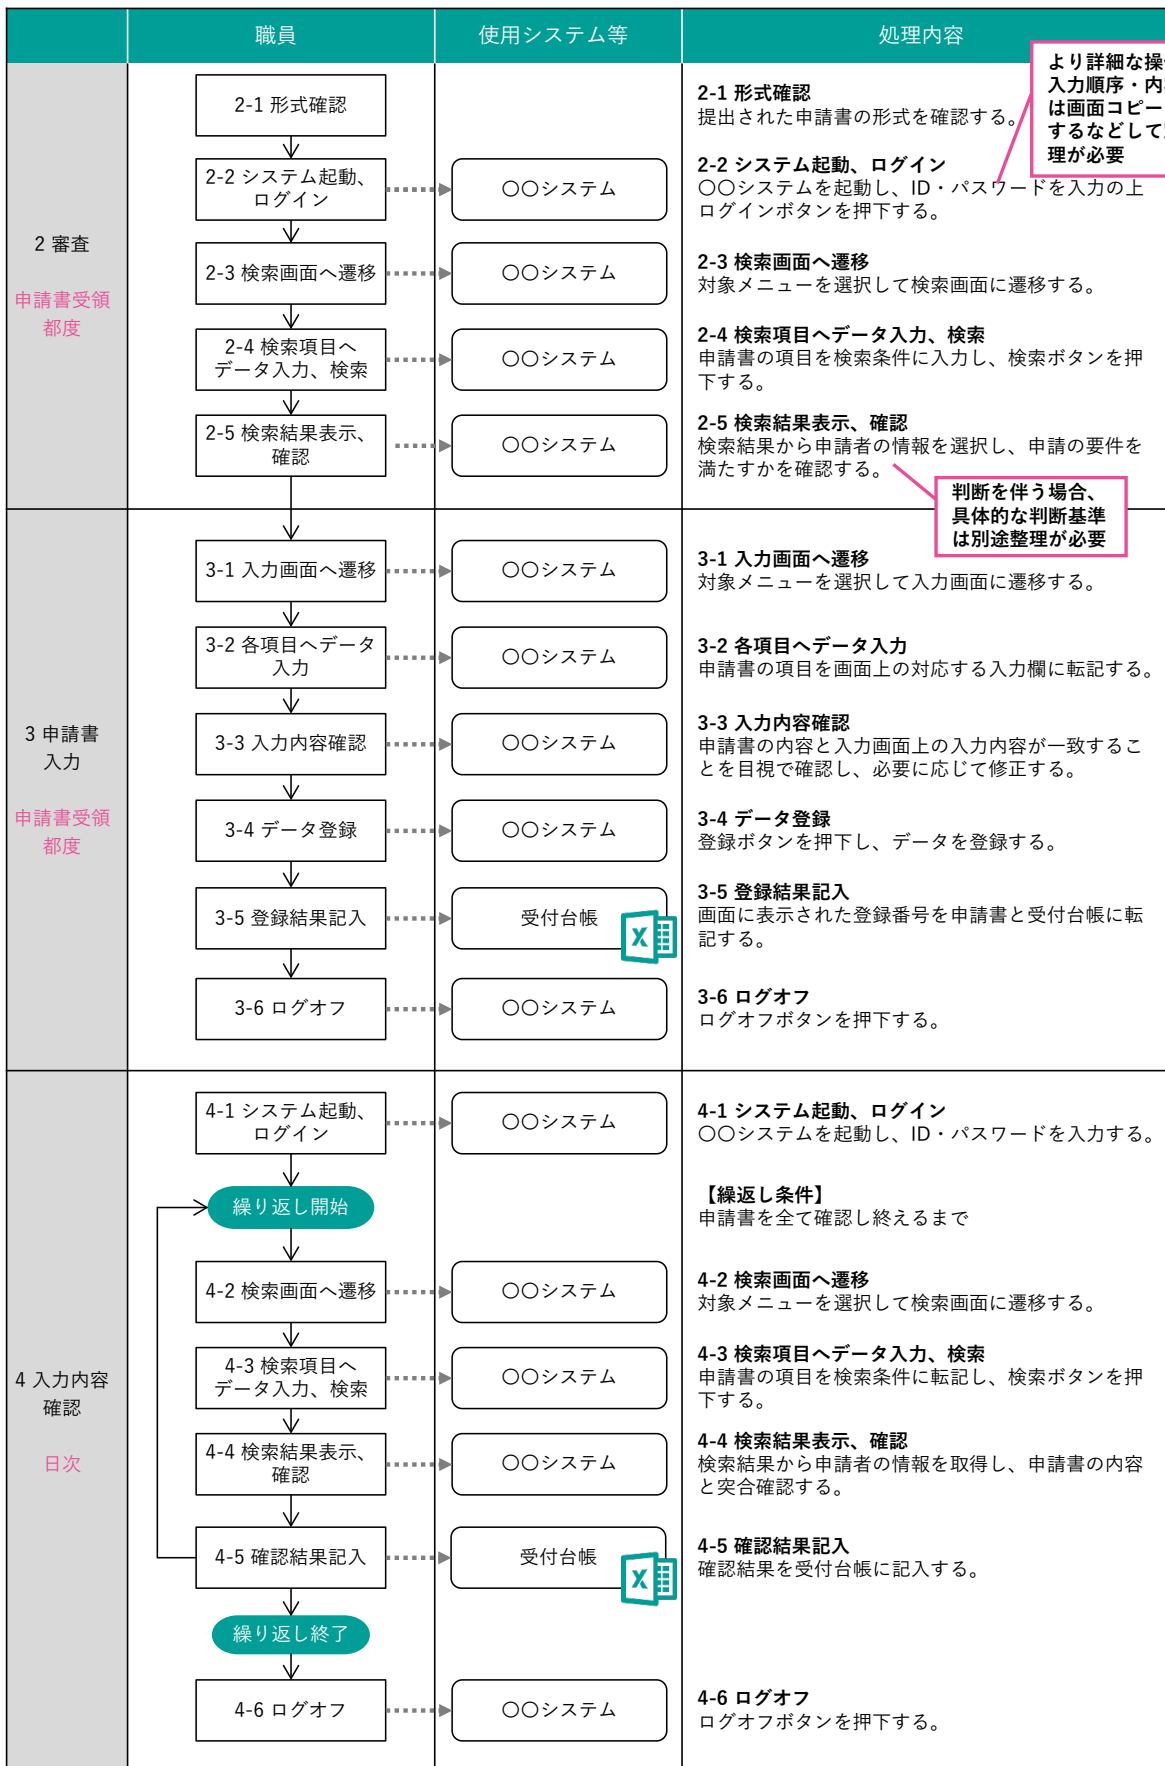 職員
使用システム等
処理内容
より詳細な操
入力順序・内
は画面コピー
するなどして
理が必要
2 審査
申請書受領
都度
2-1 形式確認
2-1 形式確認
提出された申請書の形式を確認する。
2-2 システム起動、
ログイン
〇〇システム
2-2 システム起動、ログイン
〇〇システムを起動し、ID・パスワードを入力の上
ログインボタンを押下する。
2-3 検索画面へ遷移
〇〇システム
2-3 検索画面へ遷移
対象メニューを選択して検索画面に遷移する。
2-4 検索項目へ
データ入力、検索
〇〇システム
2-4 検索項目へデータ入力、検索
申請書の項目を検索条件に入力し、検索ボタンを押
下する。
2-5 検索結果表示、
確認
〇〇システム
2-5 検索結果表示、確認
検索結果から申請者の情報を選択し、申請の要件を
満たすかを確認する。
判断を伴う場合、
具体的な判断基準
は別途整理が必要
3 申請書
入力
申請書受領
都度
3-1 入力画面へ遷移
〇〇システム
3-1 入力画面へ遷移
対象メニューを選択して入力画面に遷移する。
3-2 各項目へデータ
入力
〇〇システム
3-2 各項目へデータ入力
申請書の項目を画面上の対応する入力欄に転記する。
3-3 入力内容確認
〇〇システム
3-3 入力内容確認
申請書の内容と入力画面上の入力内容が一致するこ
とを目視で確認し、必要に応じて修正する。
3-4 データ登録
〇〇システム
3-4 データ登録
登録ボタンを押下し、データを登録する。
3-5 登録結果記入
受付台帳
X
3-5 登録結果記入
画面に表示された登録番号を申請書と受付台帳に転
記する。
3-6 ログオフ
〇〇システム
3-6 ログオフ
ログオフボタンを押下する。
4 入力内容
確認
日次
4-1 システム起動、
ログイン
〇〇システム
4-1 システム起動、ログイン
〇〇システムを起動し、ID・パスワードを入力する。
繰り返し開始
【繰返し条件】
申請書を全て確認し終えるまで
4-2 検索画面へ遷移
〇〇システム
4-2 検索画面へ遷移
対象メニューを選択して検索画面に遷移する。
4-3 検索項目へ
データ入力、検索
〇〇システム
4-3 検索項目へデータ入力、検索
申請書の項目を検索条件に転記し、検索ボタンを押
下する。
4-4 検索結果表示、
確認
〇〇システム
4-4 検索結果表示、確認
検索結果から申請者の情報を取得し、申請書の内容
と突合確認する。
4-5 確認結果記入
受付台帳
X
4-5 確認結果記入
確認結果を受付台帳に記入する。
繰り返し終了
4-6 ログオフ
〇〇システム
4-6 ログオフ
ログオフボタンを押下する。